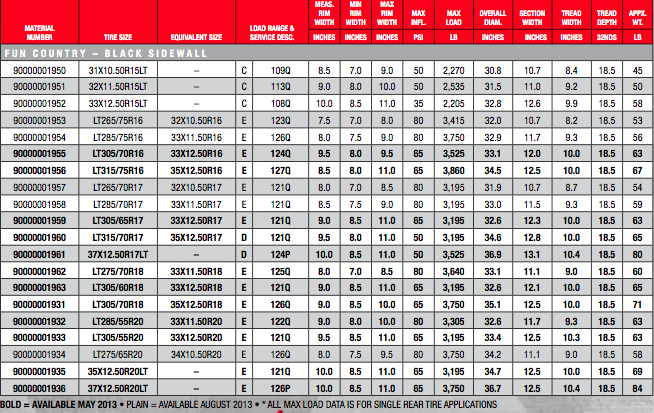 MATERIAL NUMBER TIRE SIZE EQUIVALENT SIZE LOAD RANGE & SERVICE DESC. MEAS. RIM WIDTH INCHES MIN RIM WIDTH INCHES MAX RIM WIDTH INCHES MAX INFL. PSI MAX LOAD LB OVERALL DIAM. INCHES SECTION WIDTH INCHES TREAD WIDTH INCHES TREAD DEPTH 32NDS APPX. WT. LB
FUN COUNTRY – BLACK SIDEWALL
90000001950 31X10.50R15LT – C 109Q 8.5 7.0 9.0 50 2,270 30.8 10.7 8.4 18.5 45
90000001951 32X11.50R15LT – C 113Q 9.0 8.0 10.0 50 2,535 31.5 11.0 9.2 18.5 50
90000001952 33X12.50R15LT – C 108Q 10.0 8.5 11.0 35 2,205 32.8 12.6 9.9 18.5 58
90000001953 LT265/75R16 32X10.50R16 E 123Q 7.5 7.0 8.0 80 3,415 32.0 10.7 8.2 18.5 53
90000001954 LT285/75R16 33X11.50R16 E 126Q 8.0 7.5 9.0 80 3,750 32.9 11.7 9.3 18.5 56
90000001955 LT305/70R16 33X12.50R16 E 124Q 9.5 8.0 9.5 65 3,525 33.1 12.0 10.0 18.5 63
90000001956 LT315/75R16 35X12.50R16 E 127Q 8.5 8.0 11.0 65 3,860 34.5 12.5 10.0 18.5 67
90000001957 LT265/70R17 32X10.50R17 E 121Q 8.0 7.0 8.5 80 3,195 31.9 10.7 8.7 18.5 54
90000001958 LT285/70R17 33X11.50R17 E 121Q 8.5 7.5 9.0 80 3,195 33.0 11.5 9.3 18.5 59
90000001959 LT305/65R17 33X12.50R17 E 121Q 9.0 8.5 11.0 65 3,195 32.6 12.3 10.0 18.5 63
90000001960 LT315/70R17 35X12.50R17 D 121Q 9.5 8.0 11.0 50 3,195 34.6 12.8 10.0 18.5 65
90000001961 37X12.50R17LT – D 124P 10.0 8.5 11.0 50 3,525 36.9 13.1 10.4 18.5 80
90000001962 LT275/70R18 33X11.50R18 E 125Q 8.0 7.0 8.5 80 3,640 33.1 11.1 9.0 18.5 60
90000001963 LT305/60R18 33X12.50R18 E 121Q 9.0 8.5 11.0 65 3,195 32.6 12.1 10.0 18.5 65
90000001931 LT305/70R18 35X12.50R18 E 126Q 9.0 8.0 11.0 65 3,750 35.1 12.5 10.0 18.5 71
90000001932 LT285/55R20 33X11.50R20 E 122Q 9.0 8.0 10.0 80 3,305 32.6 11.7 9.3 18.5 63
90000001933 LT305/55R20 33X12.50R20 E 121Q 9.5 8.5 11.0 65 3,195 33.4 12.5 10.3 18.5 63
90000001934 LT275/65R20 34X10.50R20 E 126Q 8.0 7.5 9.5 80 3,750 34.2 11.1 9.0 18.5 58
90000001935 35X12.50R20LT – E 121Q 10.0 8.5 11.0 65 3,195 34.7 12.5 10.0 18.5 69
90000001936 37X12.50R20LT – E 126P 10.0 8.5 11.0 65 3,750 36.7 12.5 10.4 18.5 84
BOLD = AVAILABLE MAY 2013 • PLAIN = AVAILABLE AUGUST 2013 • * ALL MAX LOAD DATA IS FOR SINGLE REAR TIRE APPLICATIONS